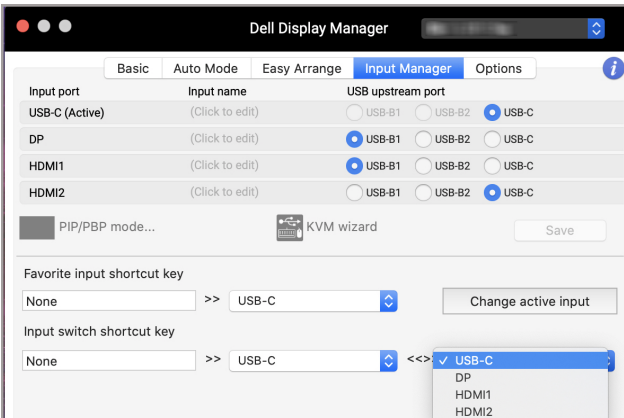 Dell Display Manager
Basic Auto Mode Easy Arrange Input Manager Options i
Input port Input name USB upstream port
USB-C (Active) (Click to edit) USB-B1 USB-B2 USB-C
DP (Click to edit) USB-B1 USB-B2 USB-C
HDMI1 (Click to edit) USB-B1 USB-B2 USB-C
HDMI2 (Click to edit) USB-B1 USB-B2 USB-C
PIP/PBP mode... KVM wizard Save
Favorite input shortcut key
None >> USB-C Change active input
Input switch shortcut key
None >> USB-C <<>> ✓ USB-C
DP
HDMI1
HDMI2